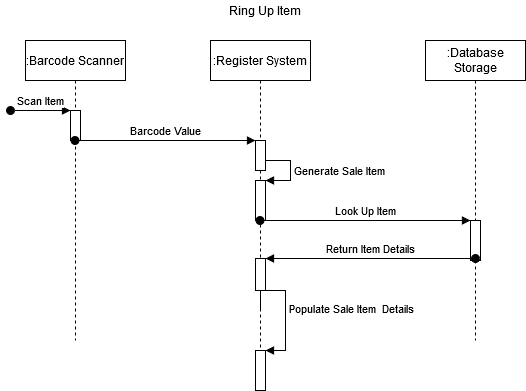 Ring Up Item
:Barcode Scanner
:Register System
:Database
Storage
Scan Item
Barcode Value
Generate Sale Item
Look Up Item
Return Item Details
Populate Sale Item  Details